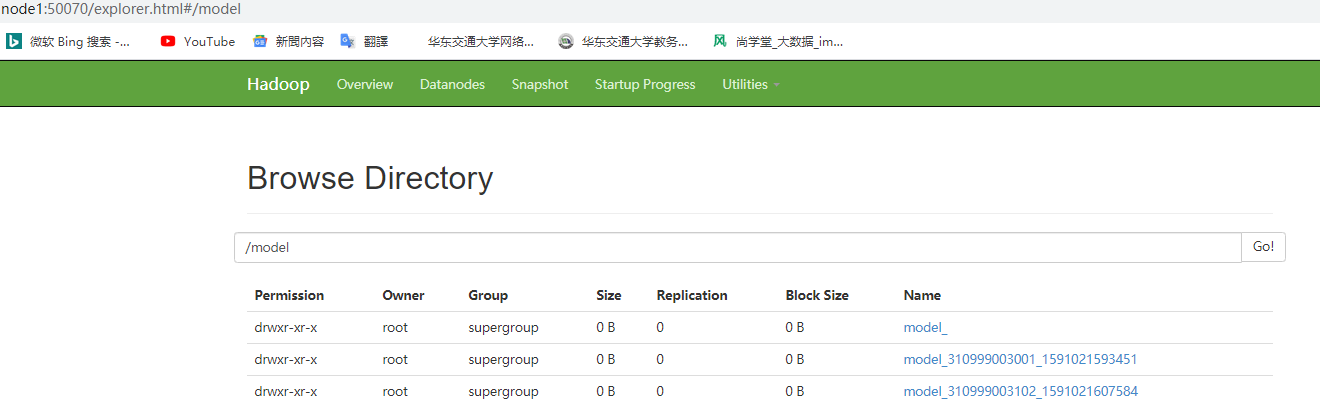 node1:50070/explorer.html#/model
微软 Bing 搜索 -... YouTube 新聞內容 翻譯 华东交通大学网络... 华东交通大学教务... 尚学堂_大数据_im...
Hadoop Overview Datanodes Snapshot Startup Progress Utilities
Browse Directory
/model Go!
Permission Owner Group Size Replication Block Size Name
drwxr-xr-x root supergroup 0 B 0 0 B model_
drwxr-xr-x root supergroup 0 B 0 0 B model_310999003001_1591021593451
drwxr-xr-x root supergroup 0 B 0 0 B model_310999003102_1591021607584